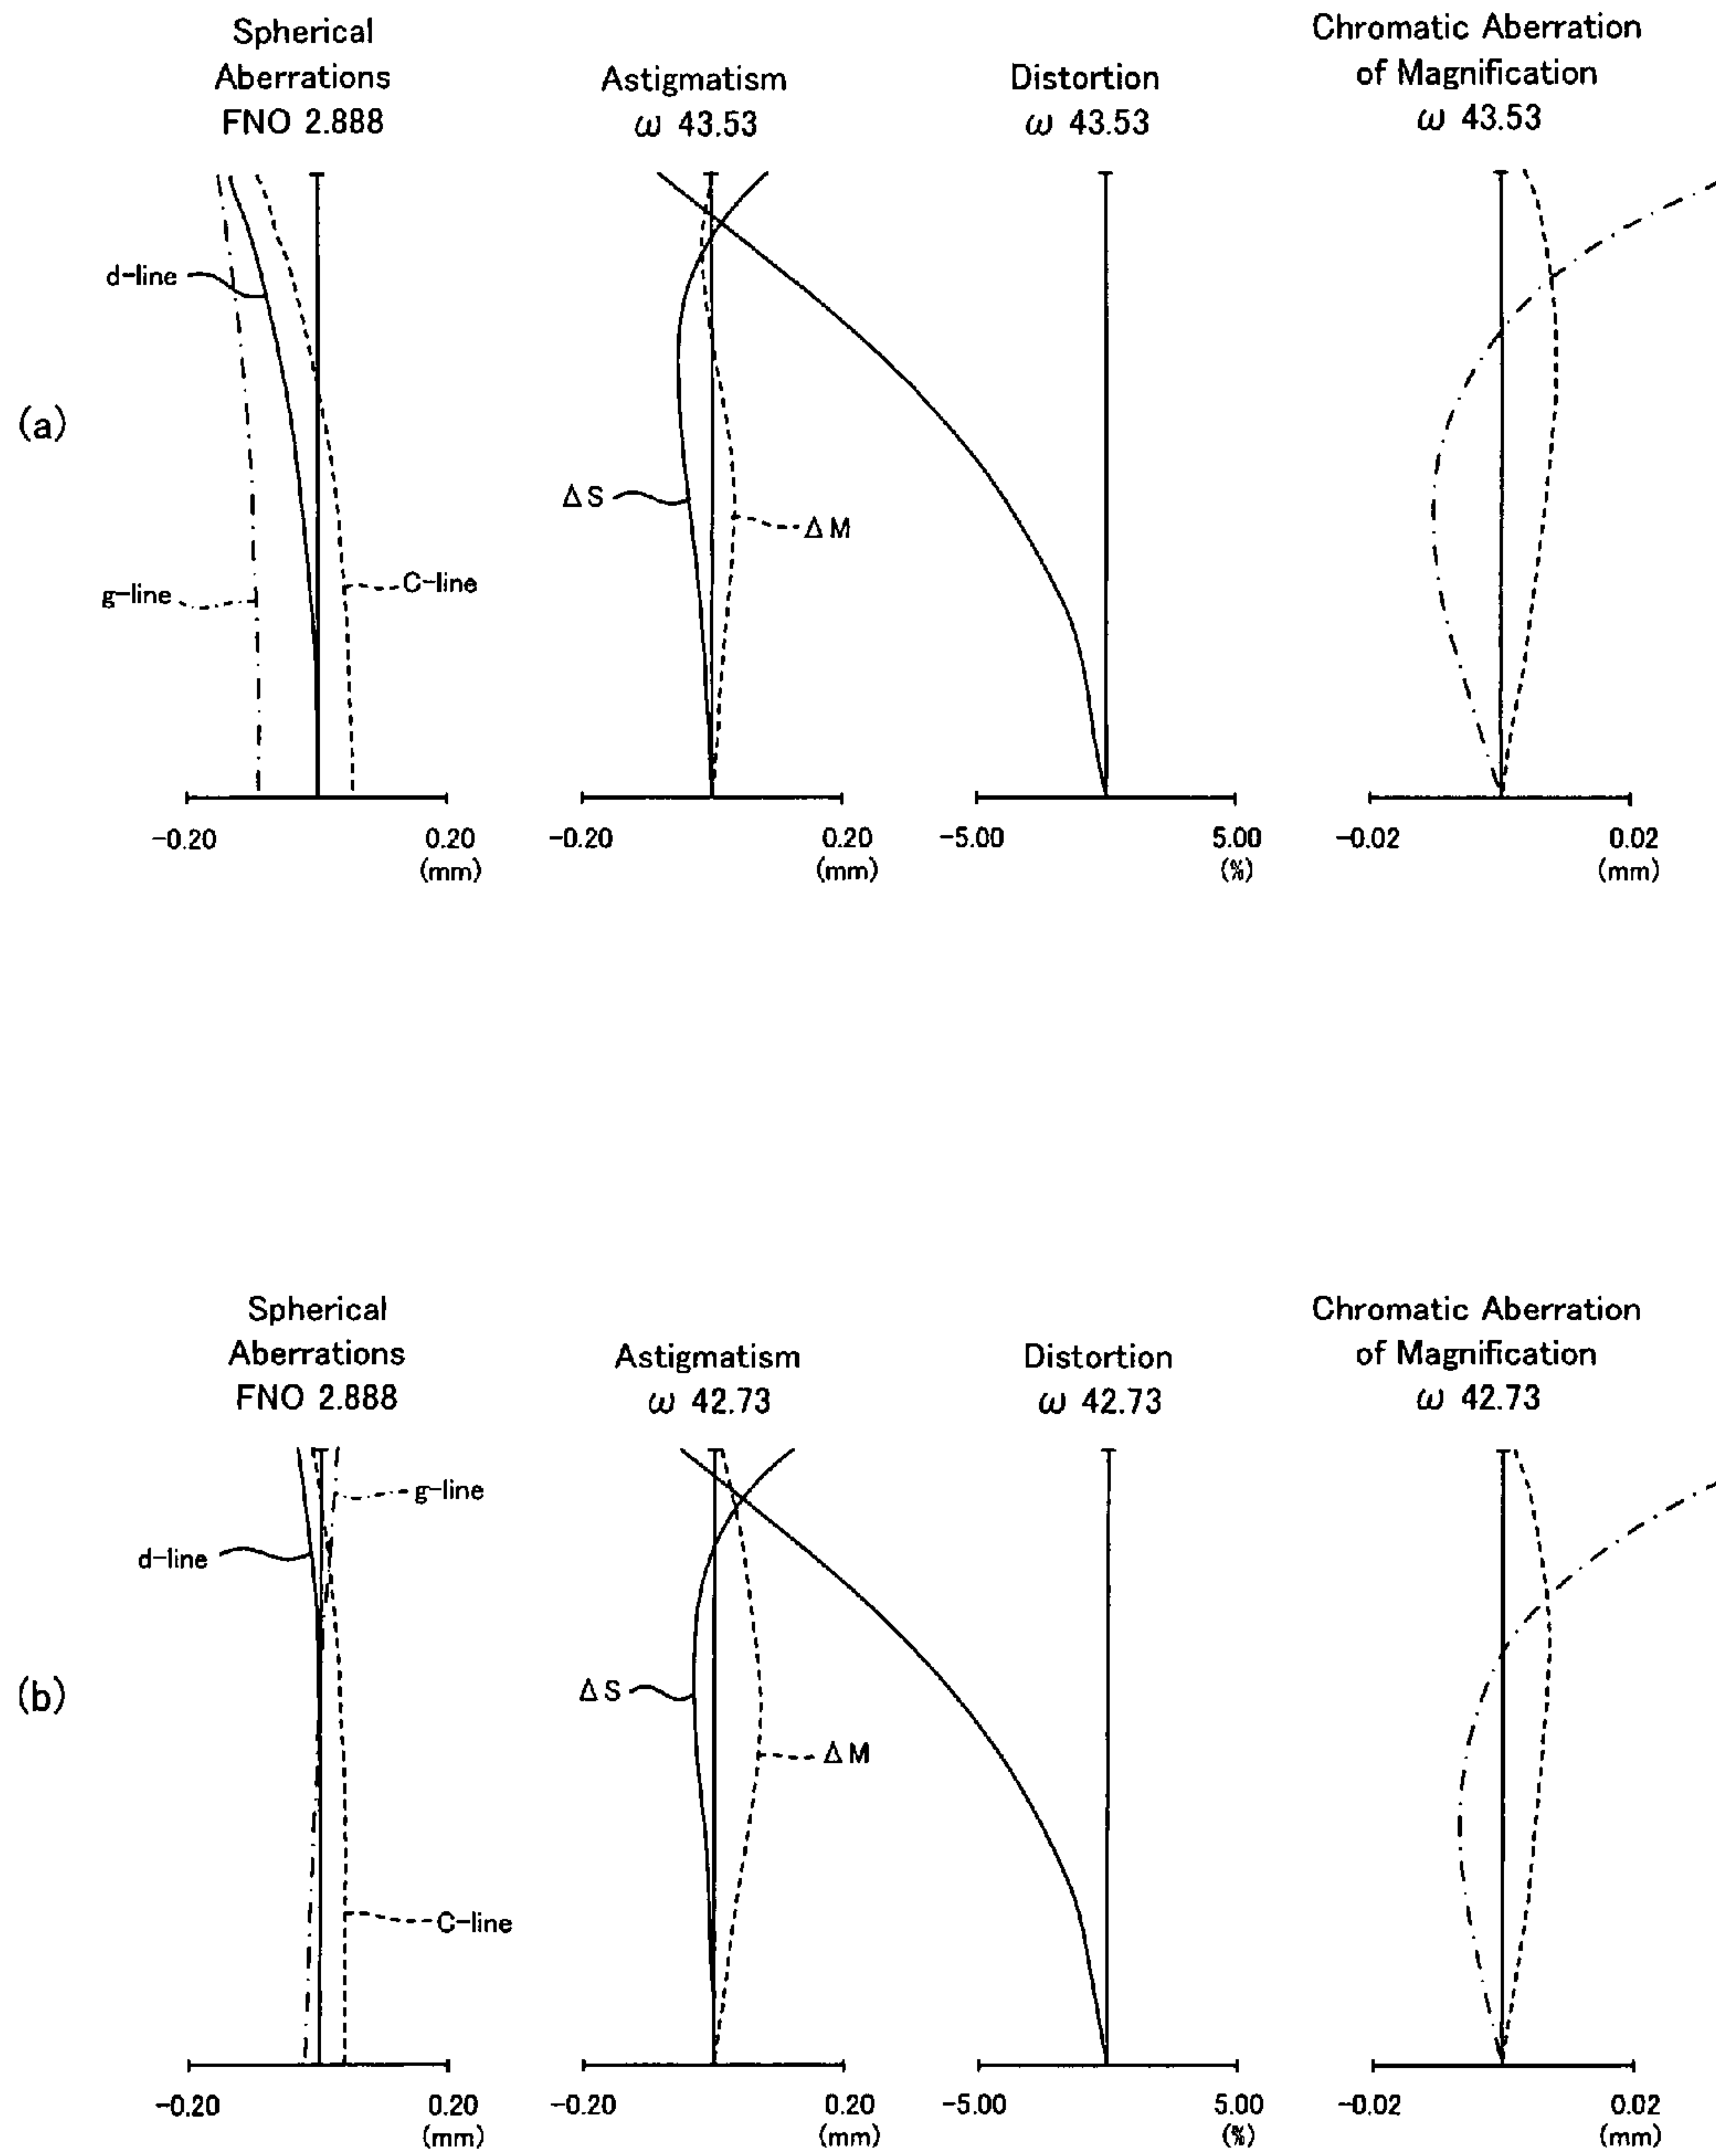 Spherical
Aberrations
FNO 2.888
Astigmatism
ω 43.53
Distortion
ω 43.53
Chromatic Aberration
of Magnification
ω 43.53
(a)
d-line
g-line
C-line
ΔS
ΔM
-0.20
0.20
(mm)
-0.20
0.20
(mm)
-5.00
5.00
(%)
-0.02
0.02
(mm)
Spherical
Aberrations
FNO 2.888
Astigmatism
ω 42.73
Distortion
ω 42.73
Chromatic Aberration
of Magnification
ω 42.73
(b)
g-line
d-line
C-line
ΔS
ΔM
-0.20
0.20
(mm)
-0.20
0.20
(mm)
-5.00
5.00
(%)
-0.02
0.02
(mm)